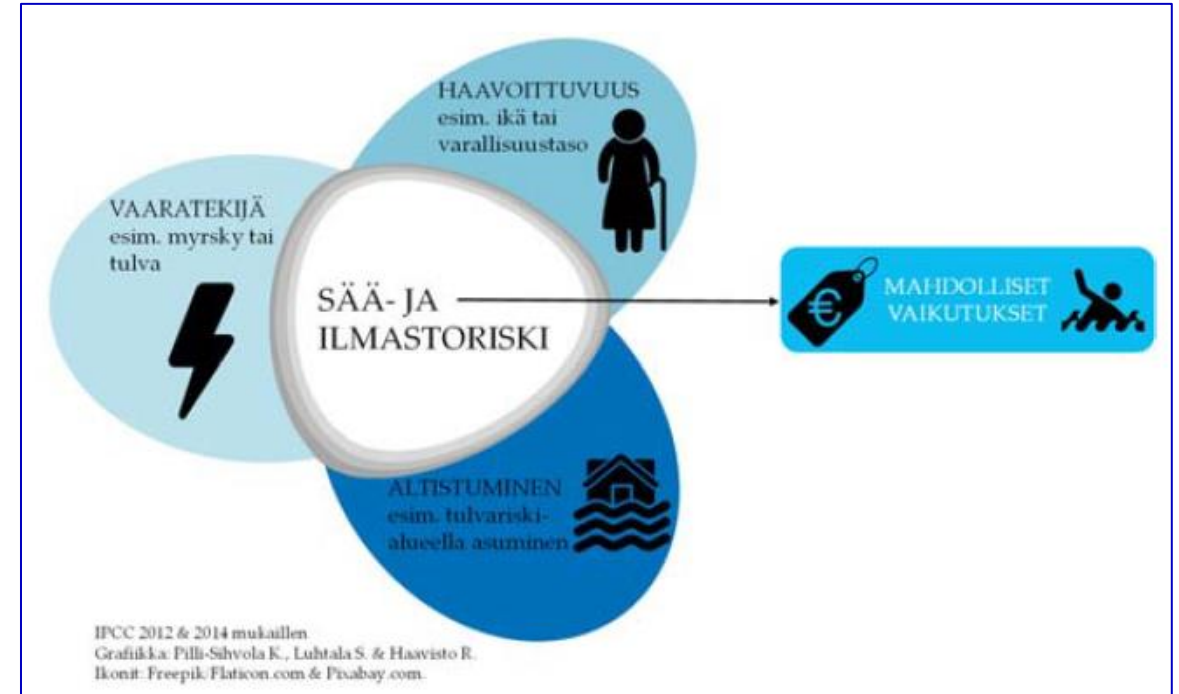 HAAVOITTUVUUS
esim. ikä tai
varallisuustaso
VAARATEKIJÄ
esim. myrsky tai
tulva
SÄÄ- JA
ILMASTORISKI
€
MAHDOLLISET
VAIKUTUKSET
ALTISTUMINEN
esim. tulvariski-
alueella asuminen
IPCC 2012 & 2014 mukaillen
Grafiikka: Pilli-Sihvola K., Luhtala S. & Haavisto R.
Ikonit: Freepik/Flaticon.com & Pixabay.com.